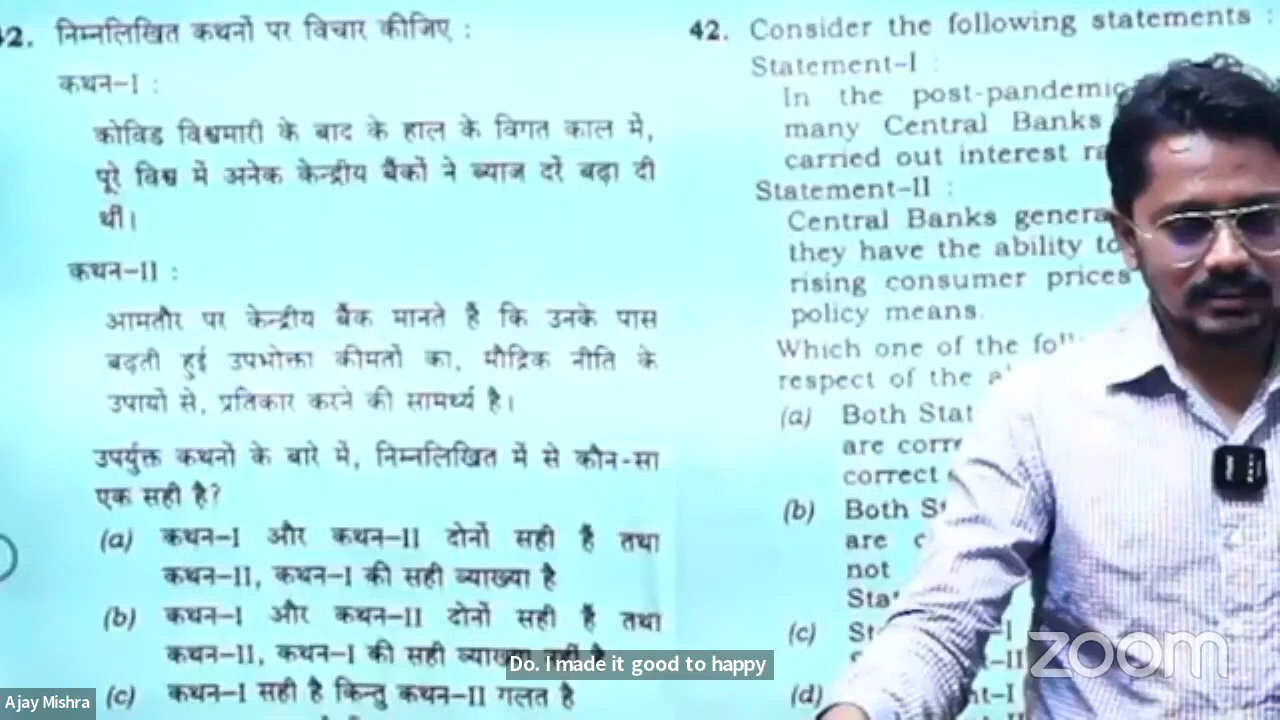 42. निम्नलिखित कथनों पर विचार कीजिए :
कथन-I :
कोविड विश्वमारी के बाद के हाल के विगत काल में,
पूरे विश्व में अनेक केन्द्रीय बैंकों ने ब्याज दरें बढ़ा दी
थीं।
कथन-II :
आमतौर पर केन्द्रीय बैंक मानते हैं कि उनके पास
बढ़ती हुई उपभोक्ता कीमतों का, मौद्रिक नीति के
उपायों से, प्रतिकार करने की सामर्थ्य है।
उपर्युक्त कथनों के बारे में, निम्नलिखित में से कौन-सा
एक सही है?
(a) कथन-I और कथन-II दोनों सही हैं तथा
कथन-II, कथन-I की सही व्याख्या है
(b) कथन-I और कथन-II दोनों सही हैं तथा
कथन-II, कथन-I की सही
(c) कथन-I सही है किन्तु कथन-II गलत है
42. Consider the following statements :
Statement-I :
In the post-pandemic
many Central Banks
carried out interest
Statement-II :
Central Banks
they have the ability to
rising consumer prices
policy means.
Which one of the
respect of the
(a) Both
are
correct
(b) Both
are
not
(c)
(d)
Do. I made it good to happy
Ajay Mishra
zoom